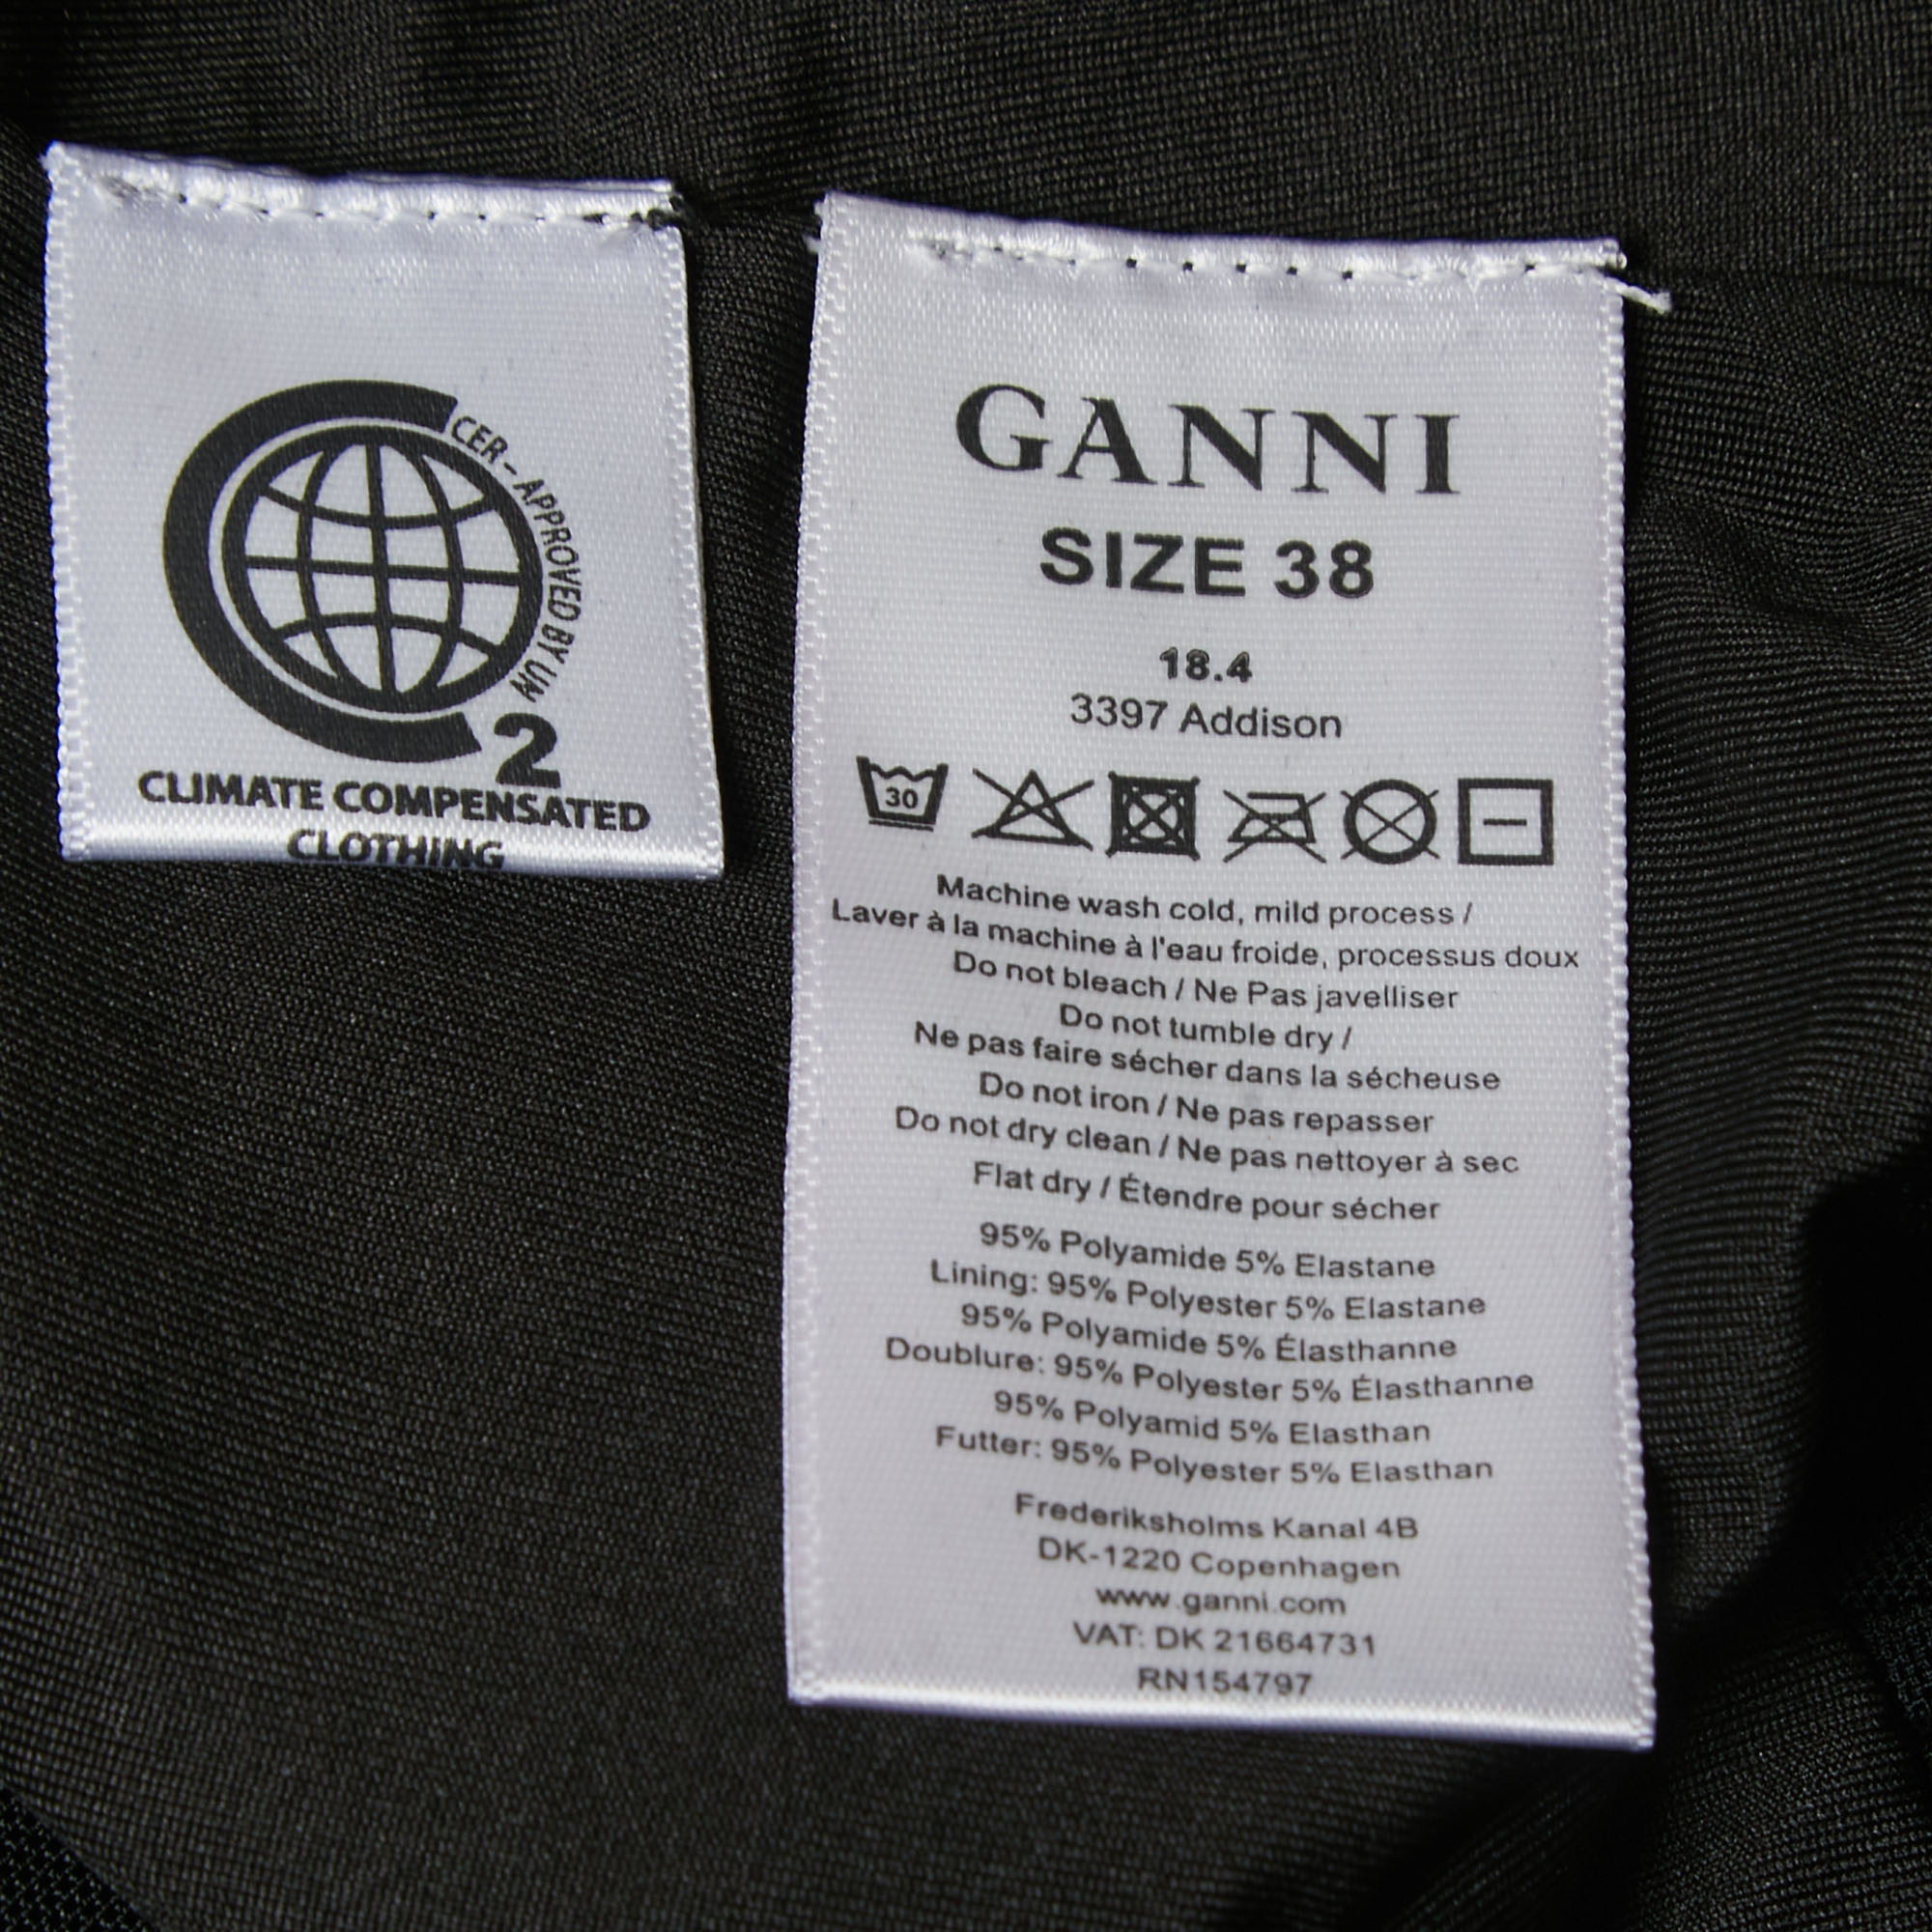 CER - APPROVED BY UN
2
CLIMATE COMPENSATED
CLOTHING
GANNI
SIZE 38
18.4
3397 Addison
30
Machine wash cold, mild process /
Laver à la machine à l'eau froide, processus doux
Do not bleach / Ne Pas javelliser
Do not tumble dry /
Ne pas faire sécher dans la sécheuse
Do not iron / Ne pas repasser
Do not dry clean / Ne pas nettoyer à sec
Flat dry / Étendre pour sécher
95% Polyamide 5% Elastane
Lining: 95% Polyester 5% Elastane
95% Polyamide 5% Élasthanne
Doublure: 95% Polyester 5% Élasthanne
95% Polyamid 5% Elasthan
Futter: 95% Polyester 5% Elasthan
Frederiksholms Kanal 4B
DK-1220 Copenhagen
www.ganni.com
VAT: DK 21664731
RN154797